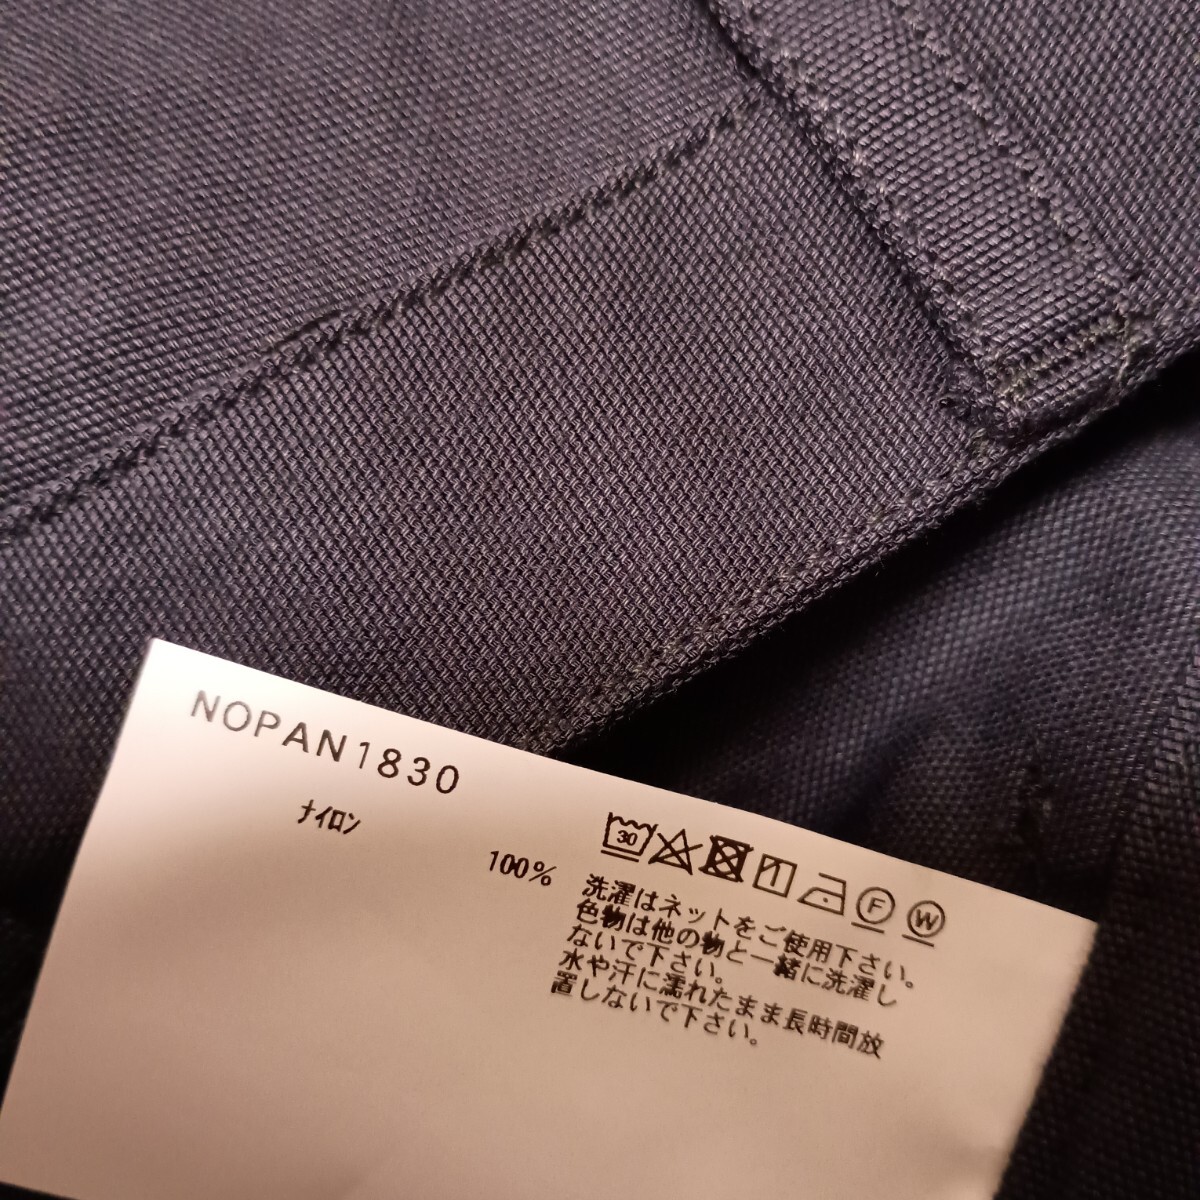 NOPAN1830
ﾅｲﾛﾝ
100%
30
F
W
洗濯はネットをご使用下さい。
色物は他の物と一緒に洗濯し
ないで下さい。
水や汗に濡れたまま長時間放
置しないで下さい。